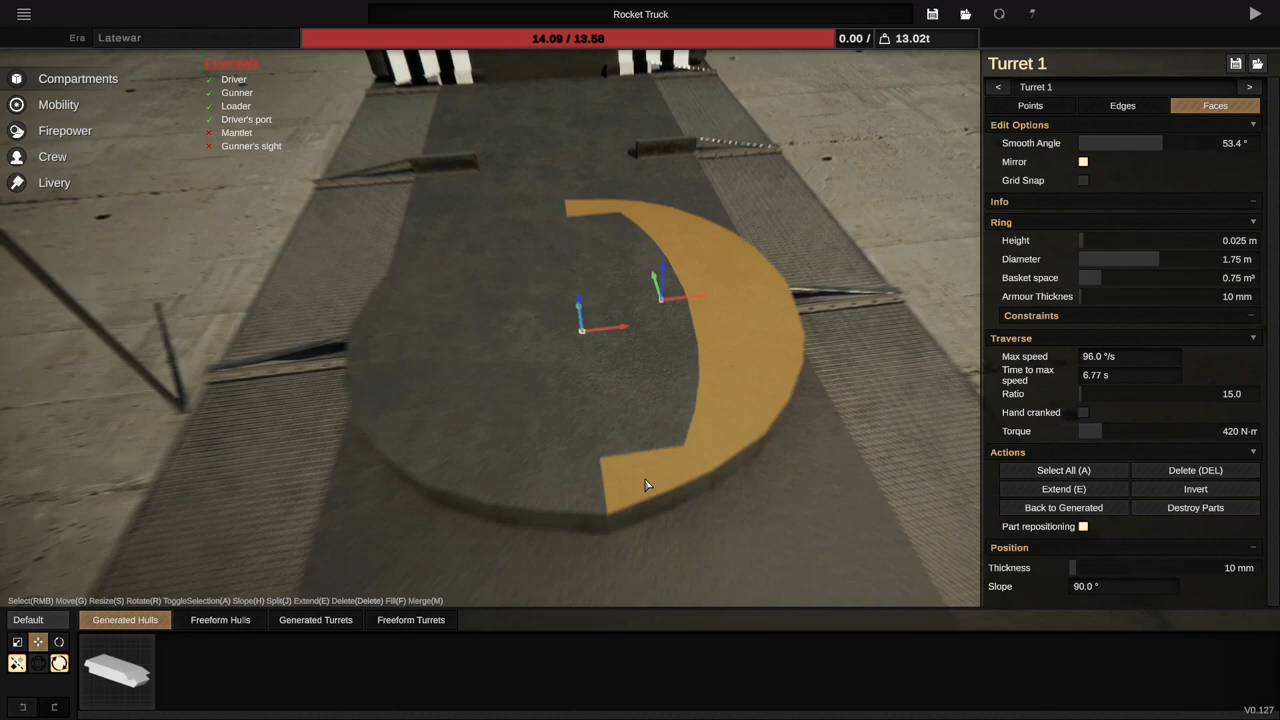 Rocket Truck
Era Latewar 14.09 / 13.58 0.00 / 13.02t
Compartments
Mobility
Firepower
Crew
Livery
Essentials
Driver
Gunner
Loader
Driver's port
Mantlet
Gunner's sight
Turret 1
< Turret 1 >
Points Edges Faces
Edit Options
Smooth Angle 53.4 °
Mirror
Grid Snap
Info
Ring
Height 0.025 m
Diameter 1.75 m
Basket space 0.75 m³
Armour Thicknes 10 mm
Constraints
Traverse
Max speed 96.0 °/s
Time to max speed 6.77 s
Ratio 15.0
Hand cranked
Torque 420 N·m
Actions
Select All (A) Delete (DEL)
Extend (E) Invert
Back to Generated Destroy Parts
Part repositioning
Position
Thickness 10 mm
Slope 90.0 °
Select(RMB) Move(G) Resize(S) Rotate(R) ToggleSelection(A) Slope(H) Split(J) Extend(E) Delete(Delete) Fill(F) Merge(M)
Default Generated Hulls Freeform Hulls Generated Turrets Freeform Turrets
V0.127